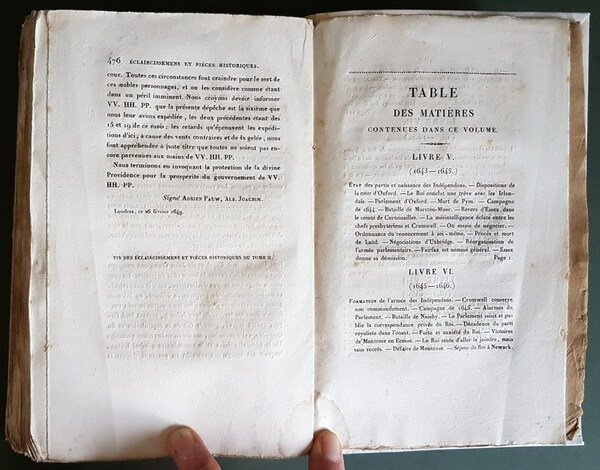 476 ÉCLAIRCISSEMENS ET PIÈCES HISTORIQUES.
cour. Toutes ces circonstances font craindre pour le sort de
ces nobles personnages, et on les considère comme étant
dans un péril imminent. Nous croyons devoir informer
VV. HH. PP. que la présente dépêche est la sixième que
nous leur avons expédiée, les deux précédentes étant des
15 et 19 de ce mois; les retards qu'éprouvent les expédi-
tions d'ici, à cause des vents contraires et de la gelée, nous
font appréhender à juste titre que toutes ne soient pas en-
core parvenues aux mains de VV. HH. PP.
Nous terminons en invoquant la protection de la divine
Providence pour la prospérité du gouvernement de VV.
HH. PP.
Signé ADRIEN PAUW, ALB. JOACHIM.
Londres, ce 26 février 1649.
FIN DES ÉCLAIRCISSEMENS ET PIÈCES HISTORIQUES DU TOME II.
TABLE
DES MATIÈRES
CONTENUES DANS CE VOLUME.
LIVRE V.
(1643—1645.)
ÉTAT des partis et naissance des Indépendans. — Dispositions de
la cour d'Oxford. — Le Roi conclut une trêve avec les Irlan-
dais. — Parlement d'Oxford. — Mort de Pym. — Campagne
de 1644. — Bataille de Marston-Moor. — Revers d'Essex dans
le comté de Cornouailles. — La mésintelligence éclate entre les
chefs presbytériens et Cromwell. — On essaie de négocier. —
Ordonnance du renoncement à soi-même. — Procès et mort
de Laud. — Négociations d'Uxbridge. — Réorganisation de
l'armée parlementaire. — Fairfax est nommé général. — Essex
donne sa démission. Page 1.
LIVRE VI.
(1645—1646.)
FORMATION de l'armée des Indépendans. — Cromwell conserve
son commandement. — Campagne de 1645. — Alarmes du
Parlement. — Bataille de Naseby. — Le Parlement saisit et pu-
blie la correspondance privée du Roi. — Décadence du parti
royaliste dans l'ouest. — Fuite et anxiété du Roi. — Victoires
de Montrose en Écosse. — Le Roi tente d'aller le joindre, mais
sans succès. — Défaite de Montrose. — Séjour du Roi à Newark.